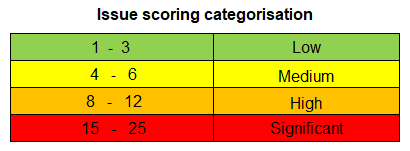 Issue scoring categorisation
1 - 3 Low
4 - 6 Medium
8 - 12 High
15 - 25 Significant